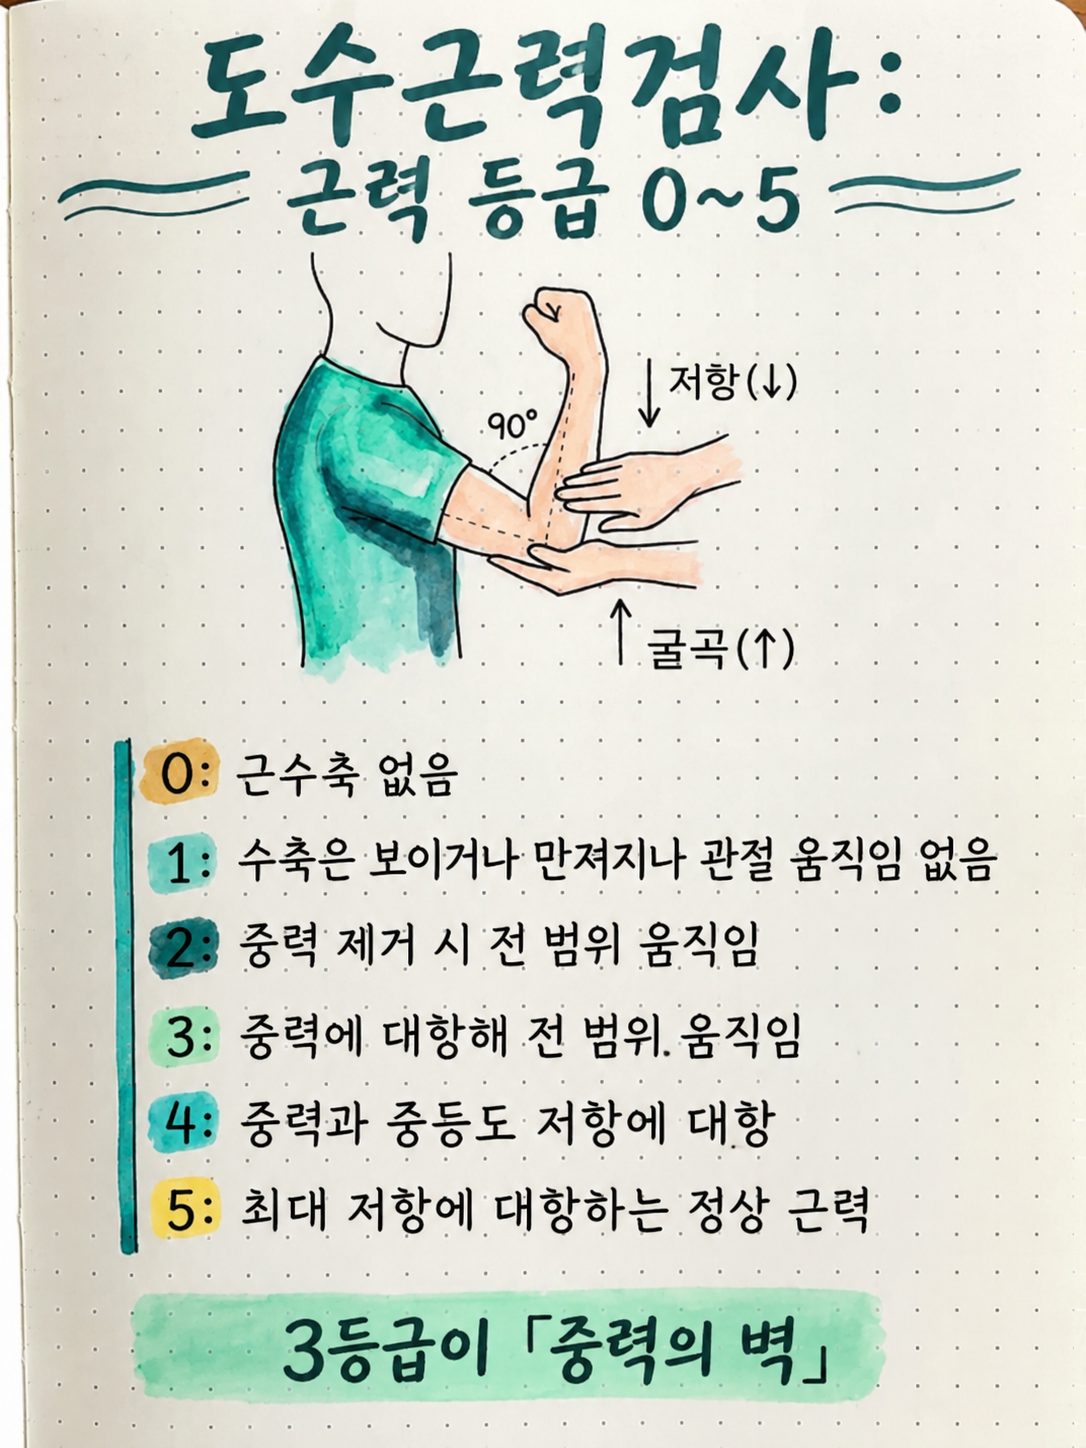 도수근력검사:
근력 등급 0~5
90°
저항(↓)
굴곡(↑)
0: 근수축 없음
1: 수축은 보이거나 만져지나 관절 움직임 없음
2: 중력 제거 시 전 범위 움직임
3: 중력에 대항해 전 범위 움직임
4: 중력과 중등도 저항에 대항
5: 최대 저항에 대항하는 정상 근력
3등급이 「중력의 벽」